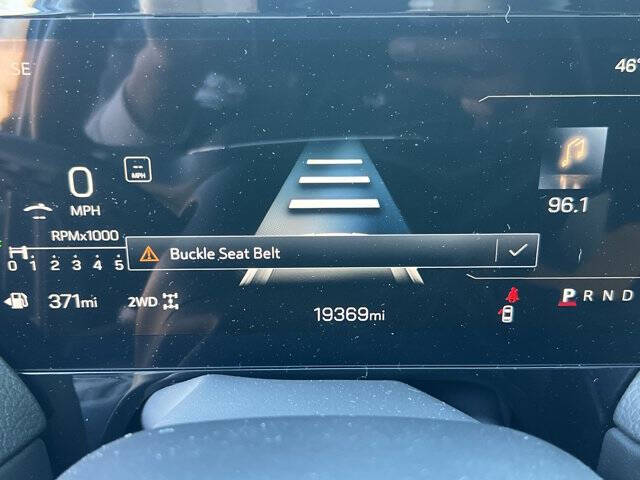 SE
46°
0
MPH
-- MPH
96.1
RPMx1000
0 1 2 3 4 5
Buckle Seat Belt
371mi
2WD
19369mi
P R N D